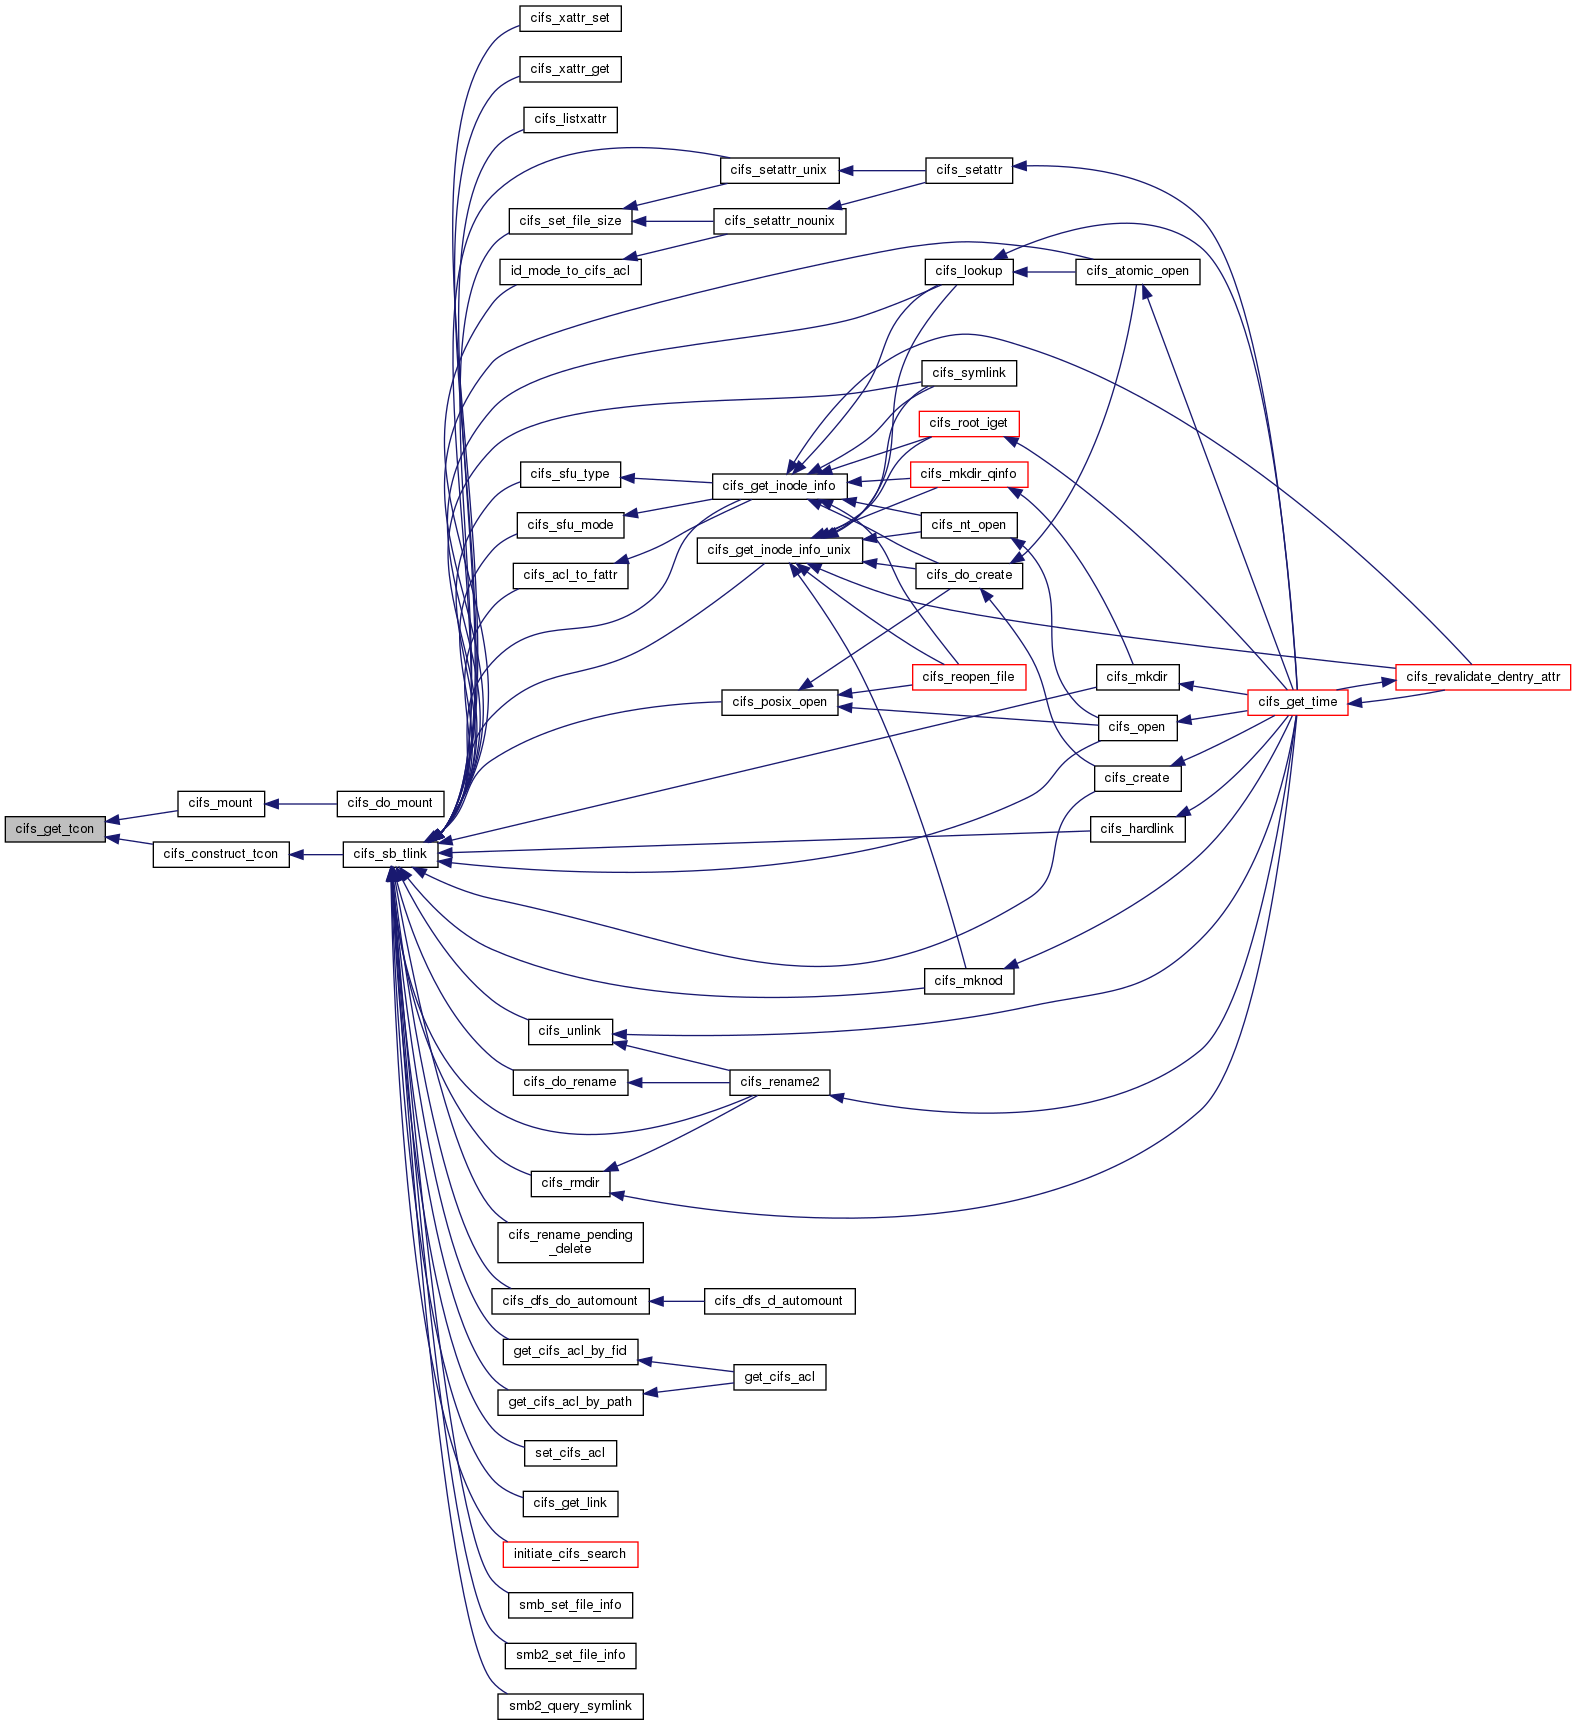 cifs_xattr_set
cifs_xattr_get
cifs_listxattr
cifs_setattr_unix
cifs_setattr
cifs_set_file_size
cifs_setattr_nounix
id_mode_to_cifs_acl
cifs_lookup
cifs_atomic_open
cifs_symlink
cifs_root_iget
cifs_sfu_type
cifs_get_inode_info
cifs_mkdir_qinfo
cifs_sfu_mode
cifs_nt_open
cifs_get_inode_info_unix
cifs_acl_to_fattr
cifs_do_create
cifs_reopen_file
cifs_mkdir
cifs_revalidate_dentry_attr
cifs_posix_open
cifs_get_time
cifs_open
cifs_create
cifs_mount
cifs_do_mount
cifs_get_tcon
cifs_hardlink
cifs_construct_tcon
cifs_sb_tlink
cifs_mknod
cifs_unlink
cifs_do_rename
cifs_rename2
cifs_rmdir
cifs_rename_pending
_delete
cifs_dfs_do_automount
cifs_dfs_d_automount
get_cifs_acl_by_fid
get_cifs_acl
get_cifs_acl_by_path
set_cifs_acl
cifs_get_link
initiate_cifs_search
smb_set_file_info
smb2_set_file_info
smb2_query_symlink